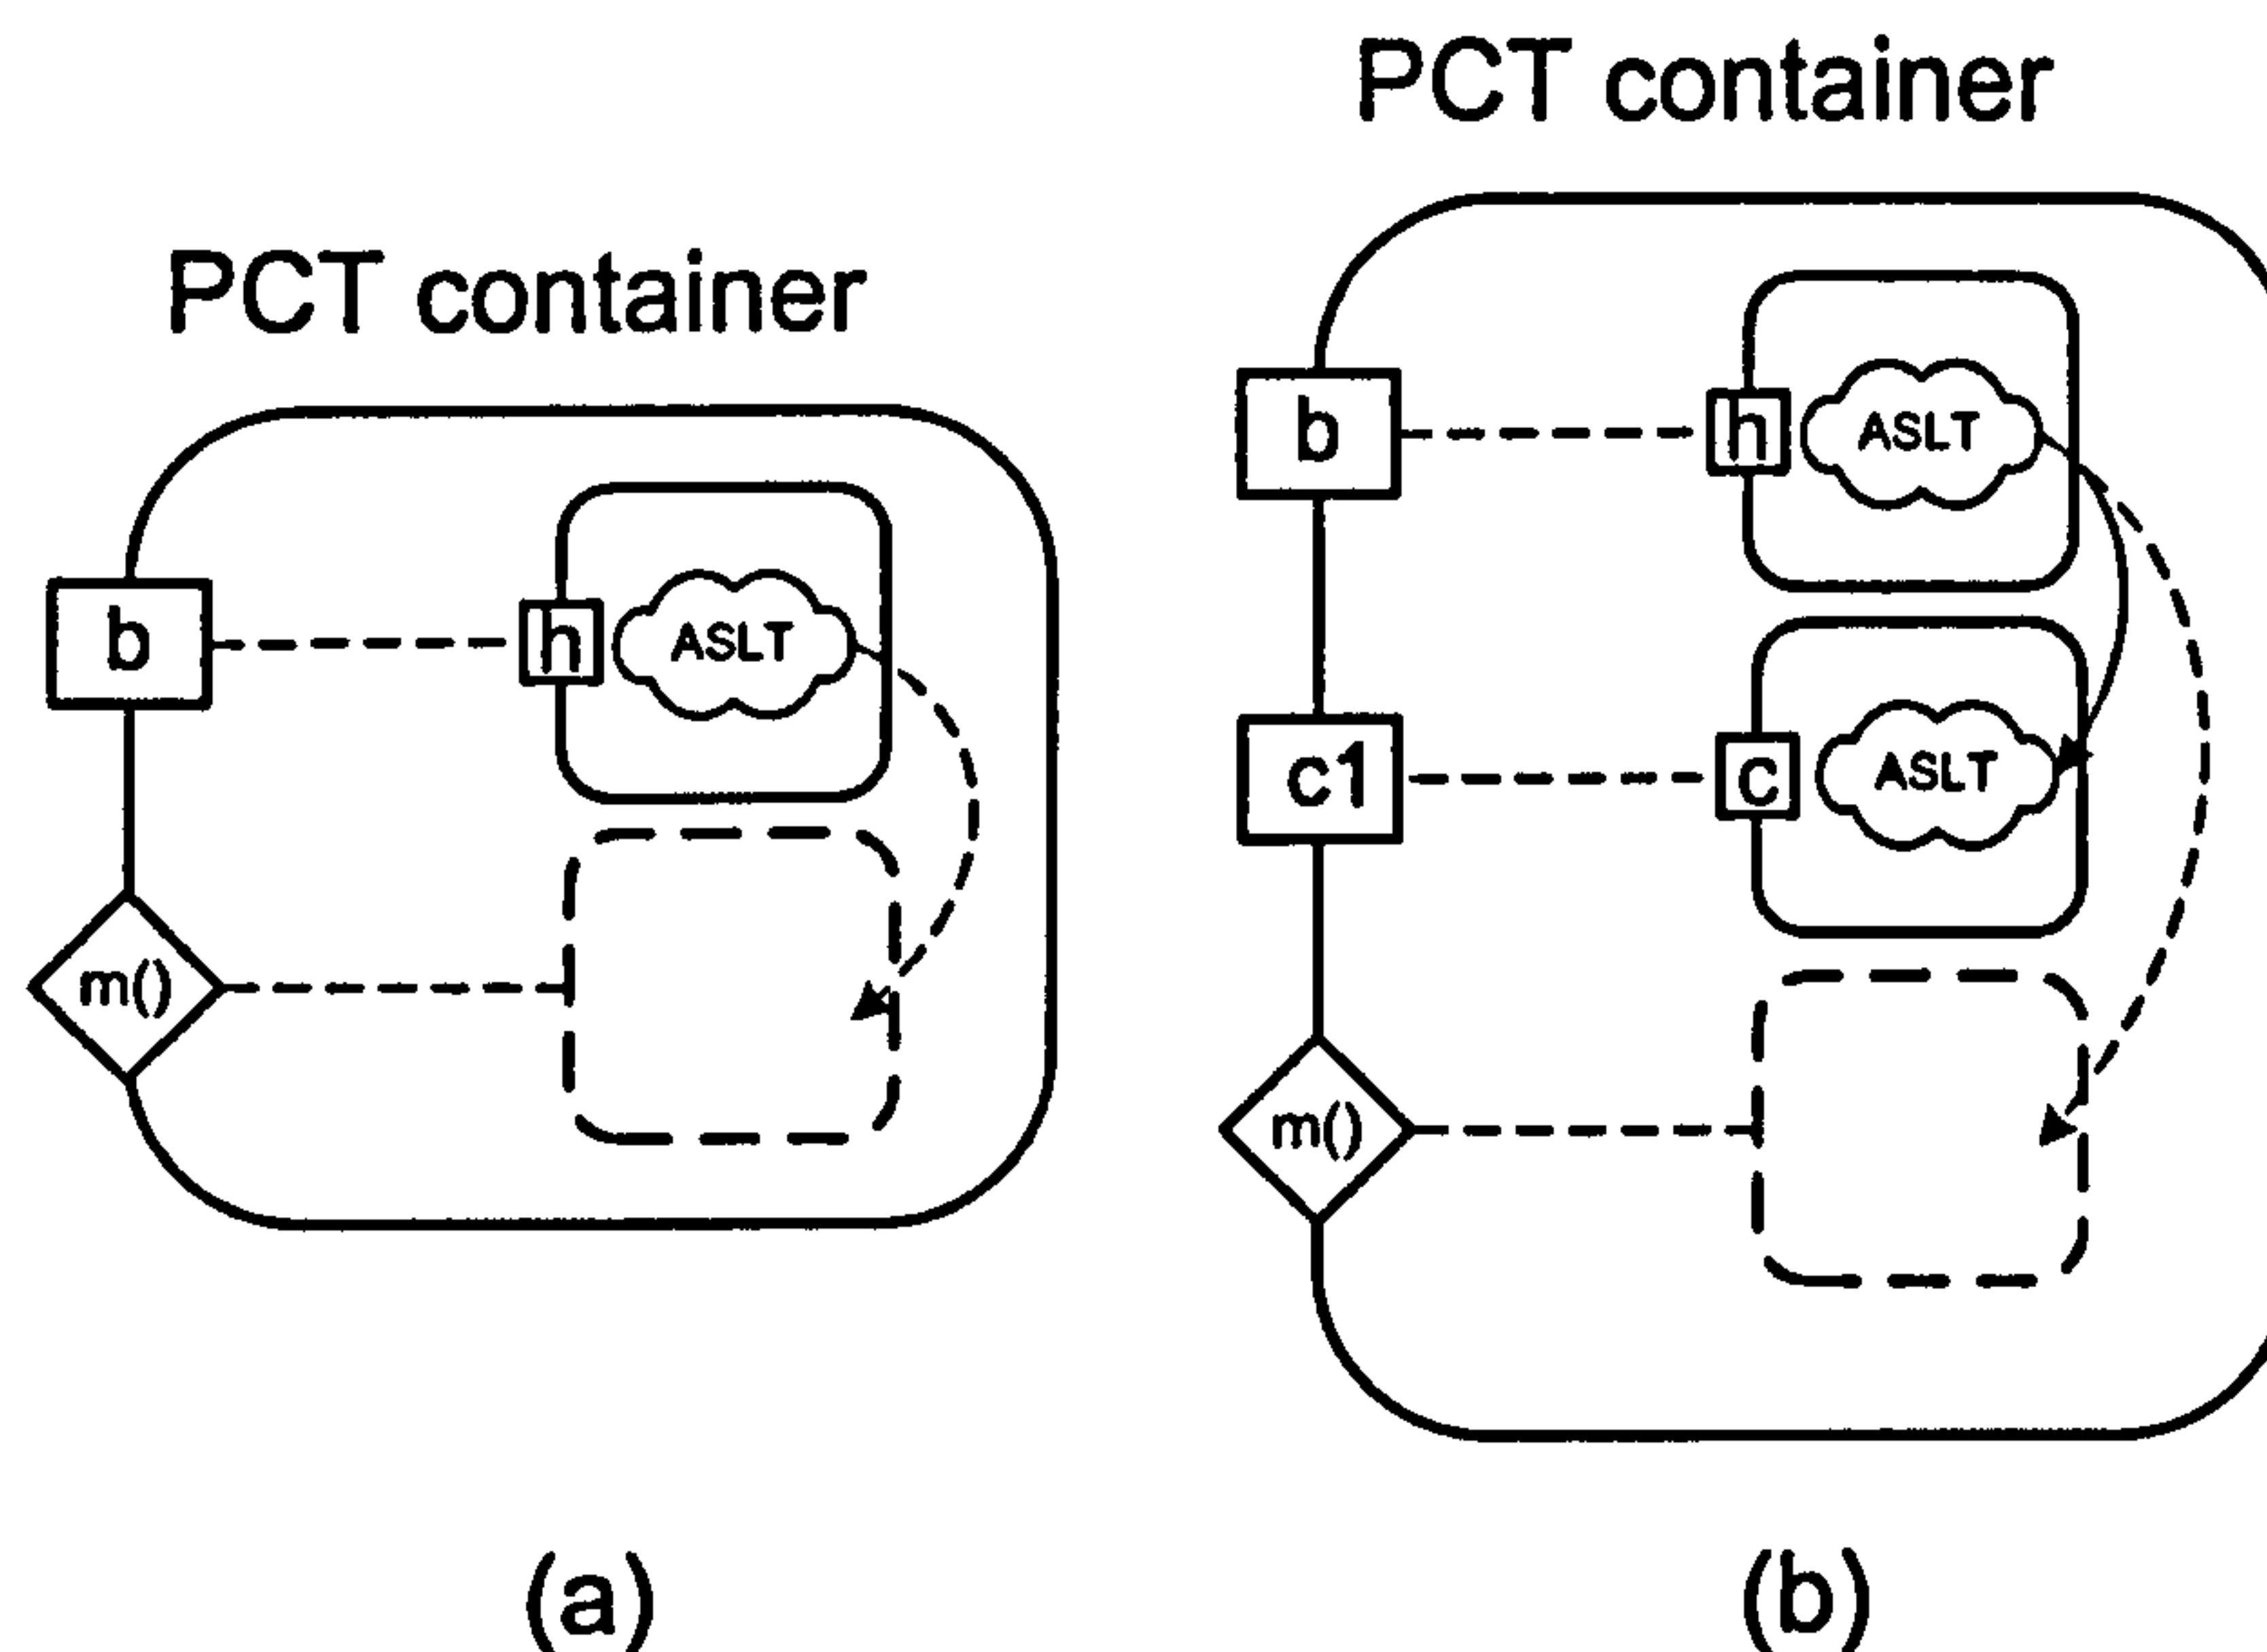 PCT container
b
h
ASLT
m()
(a)
PCT container
b
h
ASLT
c1
c
ASLT
m()
(b)